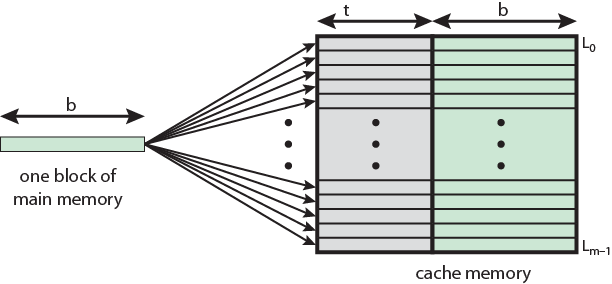 t
b
L0
b
one block of
main memory
Lm–1
cache memory